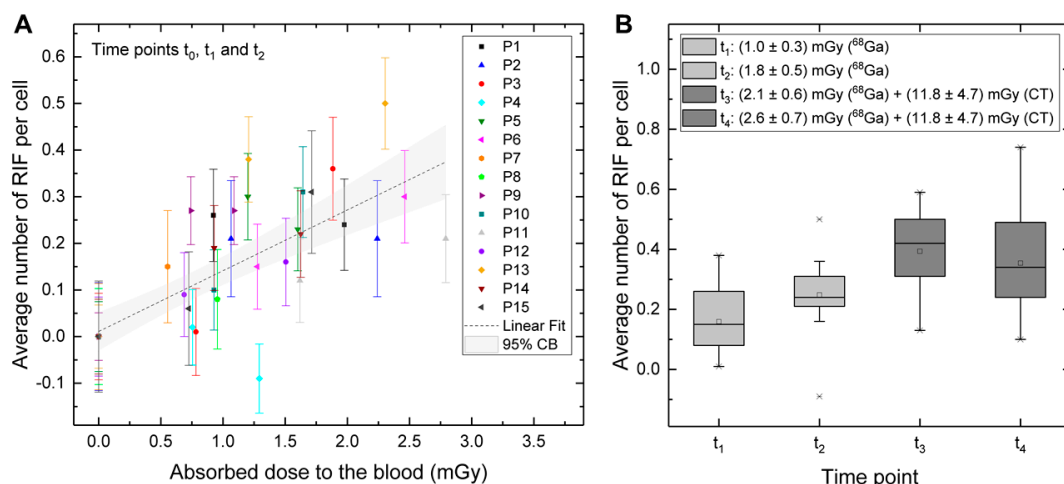 A
Time points t₀, t₁ and t₂
Average number of RIF per cell
0.6
0.5
0.4
0.3
0.2
0.1
0.0
-0.1
0.0
0.5
1.0
1.5
2.0
2.5
3.0
3.5
Absorbed dose to the blood (mGy)
P1
P2
P3
P4
P5
P6
P7
P8
P9
P10
P11
P12
P13
P14
P15
Linear Fit
95% CB
B
t₁: (1.0 ± 0.3) mGy (⁶⁸Ga)
t₂: (1.8 ± 0.5) mGy (⁶⁸Ga)
t₃: (2.1 ± 0.6) mGy (⁶⁸Ga) + (11.8 ± 4.7) mGy (CT)
t₄: (2.6 ± 0.7) mGy (⁶⁸Ga) + (11.8 ± 4.7) mGy (CT)
Average number of RIF per cell
1.0
0.8
0.6
0.4
0.2
0.0
t₁
t₂
t₃
t₄
Time point